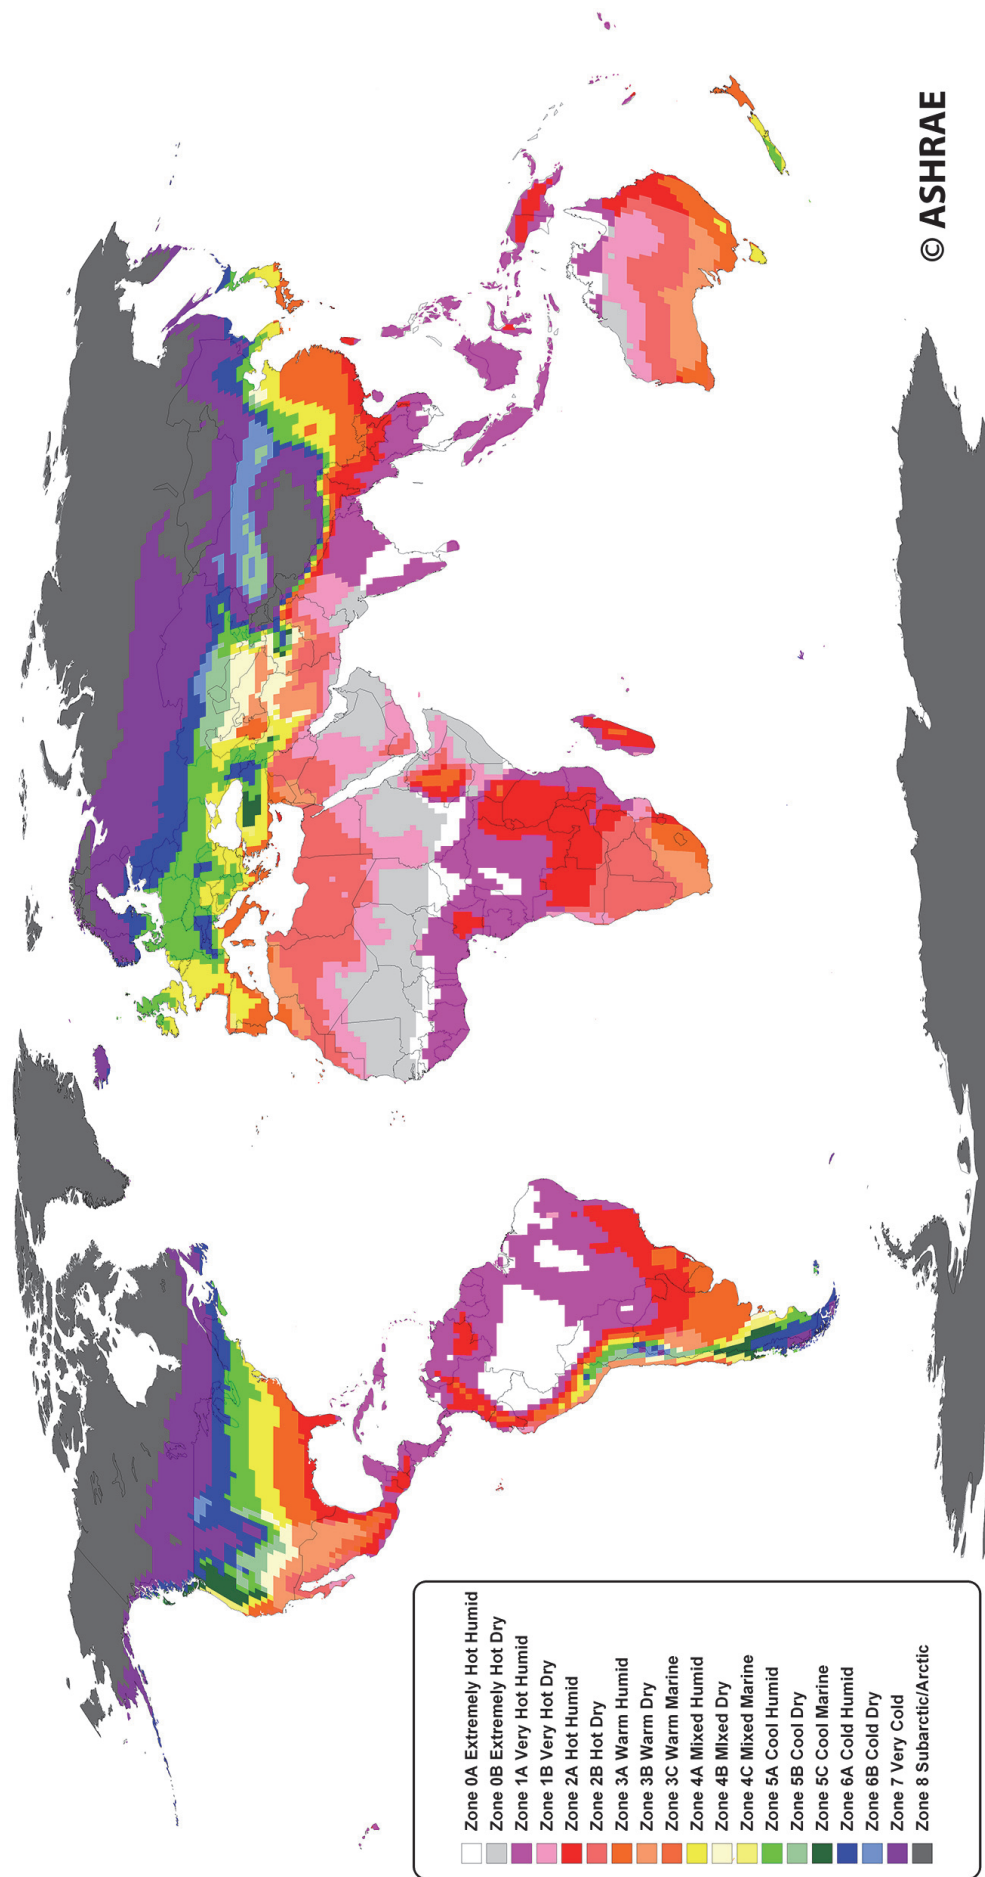 © ASHRAE
Zone 0A Extremely Hot Humid
Zone 0B Extremely Hot Dry
Zone 1A Very Hot Humid
Zone 1B Very Hot Dry
Zone 2A Hot Humid
Zone 2B Hot Dry
Zone 3A Warm Humid
Zone 3B Warm Dry
Zone 3C Warm Marine
Zone 4A Mixed Humid
Zone 4B MIxed Dry
Zone 4C Mixed Marine
Zone 5A Cool Humid
Zone 5B Cool Dry
Zone 5C Cool Marine
Zone 6A Cold Humid
Zone 6B Cold Dry
Zone 7 Very Cold
Zone 8 Subarctic/Arctic